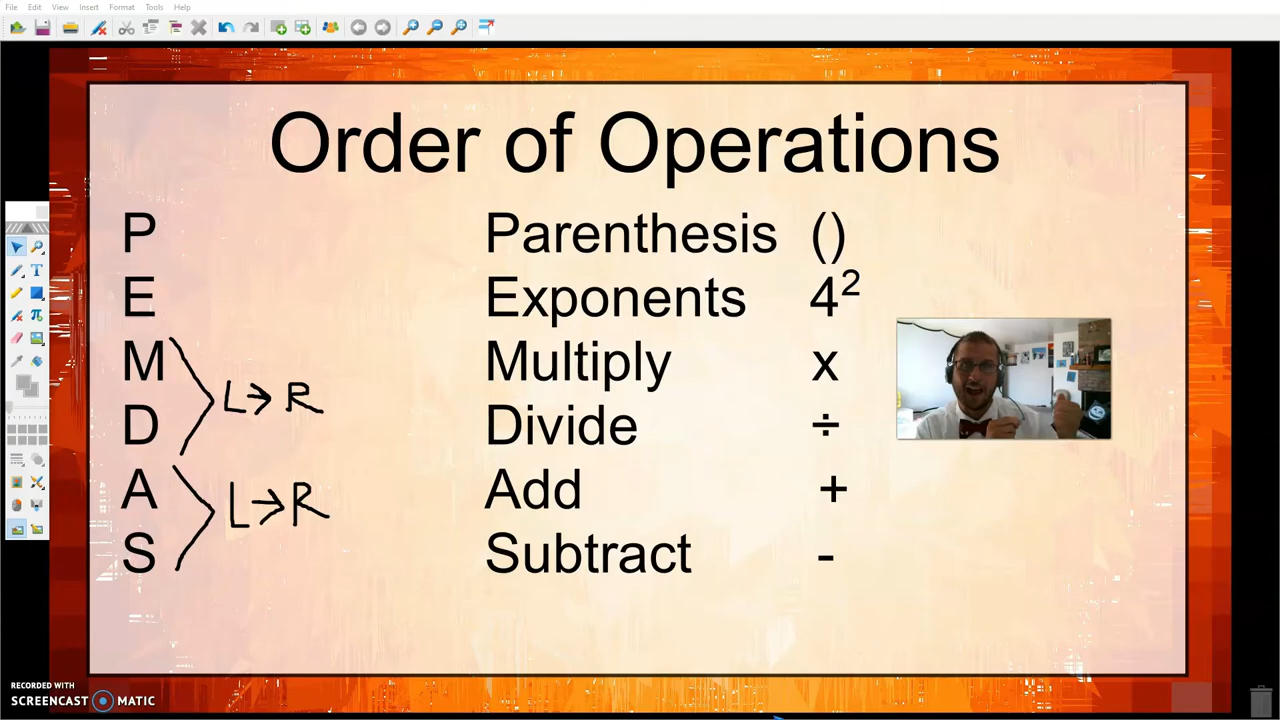 File Edit View Insert Format Tools Help
Order of Operations
P Parenthesis ()
E Exponents 4²
M Multiply x
L→R
D Divide ÷
A Add +
L→R
S Subtract -
RECORDED WITH
SCREENCAST MATIC